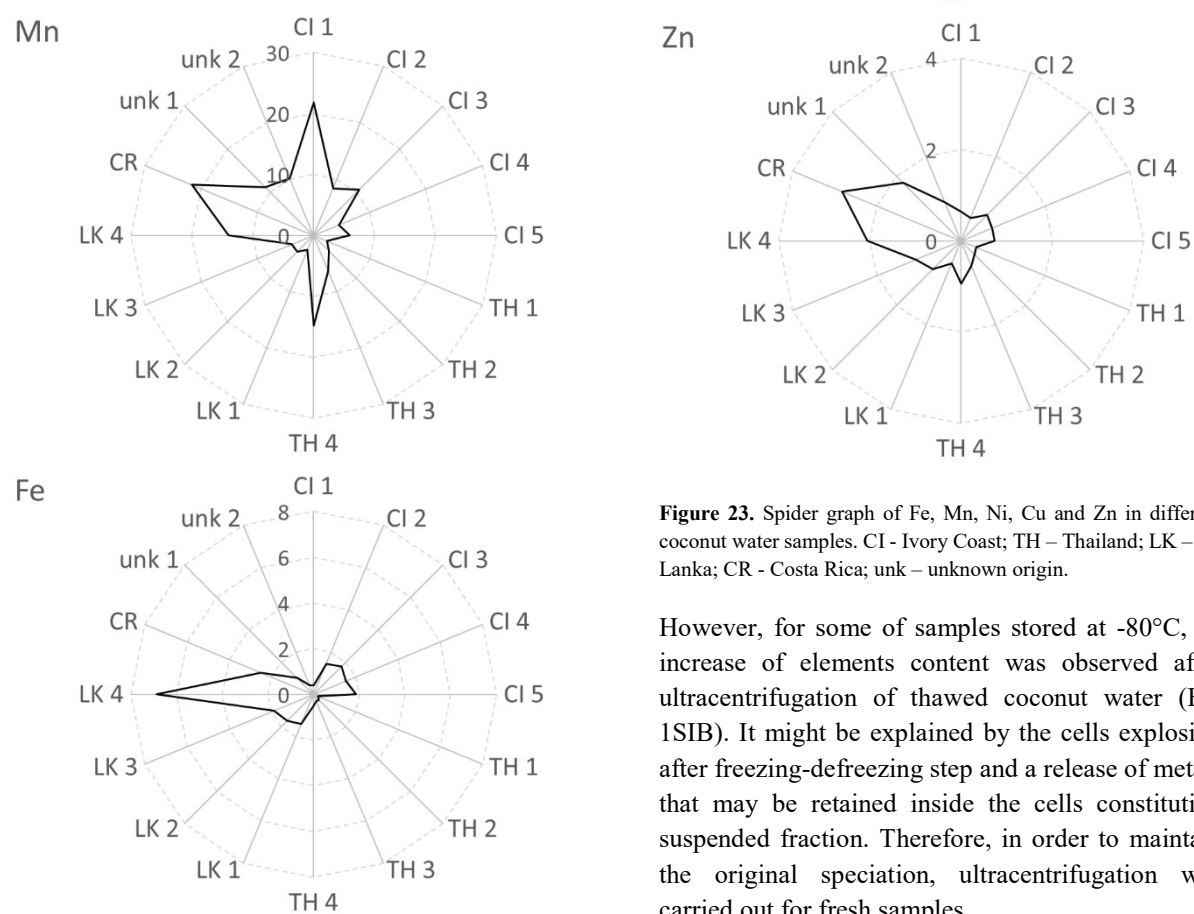 Mn
CI 1
30
unk 2
CI 2
unk 1
CI 3
20
CR
CI 4
10
LK 4
0
CI 5
LK 3
TH 1
LK 2
TH 2
LK 1
TH 3
TH 4
Fe
CI 1
8
unk 2
CI 2
unk 1
CI 3
6
CR
CI 4
4
2
LK 4
0
CI 5
LK 3
TH 1
LK 2
TH 2
LK 1
TH 3
TH 4
Zn
CI 1
4
unk 2
CI 2
unk 1
CI 3
2
CR
CI 4
LK 4
0
CI 5
LK 3
TH 1
LK 2
TH 2
LK 1
TH 3
TH 4
Figure 23. Spider graph of Fe, Mn, Ni, Cu and Zn in differ
coconut water samples. CI - Ivory Coast; TH – Thailand; LK –
Lanka; CR - Costa Rica; unk – unknown origin.
However, for some of samples stored at -80°C,
increase of elements content was observed af
ultracentrifugation of thawed coconut water (
1SIB). It might be explained by the cells explosi
after freezing-defreezing step and a release of met
that may be retained inside the cells constituti
suspended fraction. Therefore, in order to mainta
the original speciation, ultracentrifugation w
carried out for fresh samples.